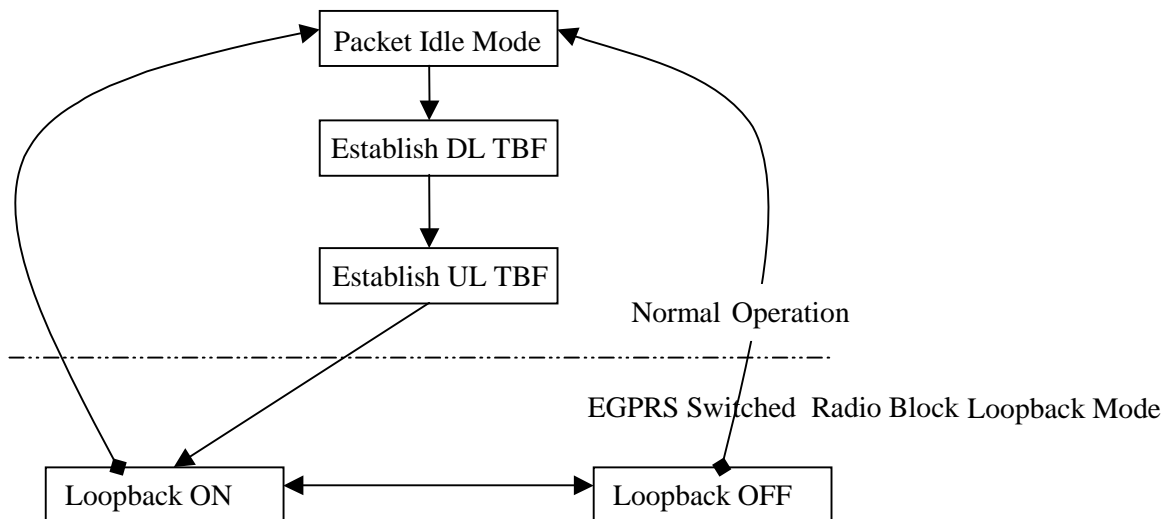 Packet Idle Mode
Establish DL TBF
Establish UL TBF
Normal Operation
EGPRS Switched Radio Block Loopback Mode
Loopback ON
Loopback OFF